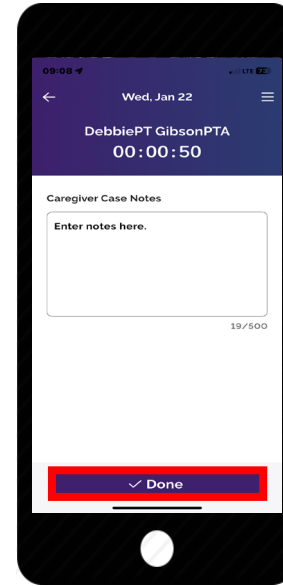 09:08
LTE 72
Wed, Jan 22
DebbiePT GibsonPTA
00:00:50
Caregiver Case Notes
Enter notes here.
19/500
Done